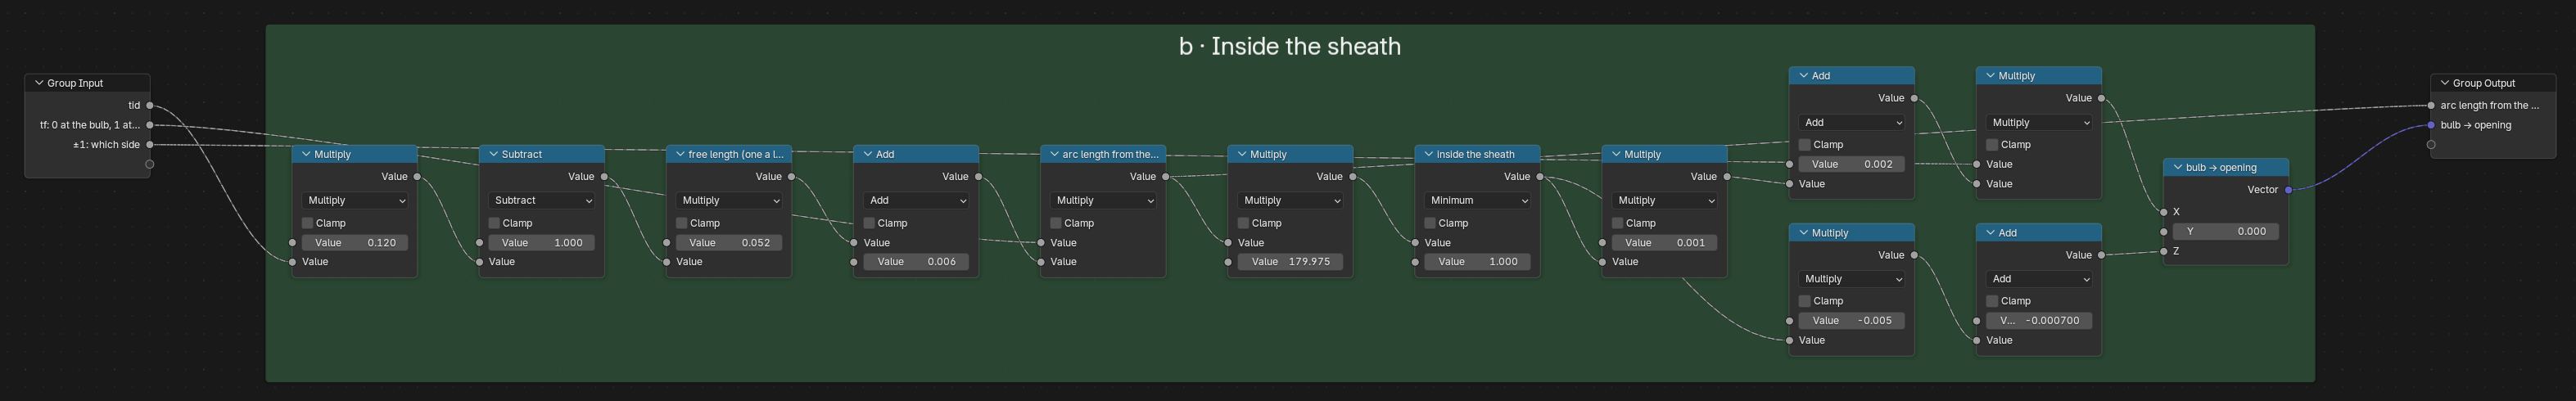 b · Inside the sheath
Group Input
tid
tf: 0 at the bulb, 1 at...
±1: which side
Multiply
Value
Multiply
Clamp
Value 0.120
Value
Subtract
Value
Subtract
Clamp
Value 1.000
Value
free length (one a l...
Value
Multiply
Clamp
Value 0.052
Value
Add
Value
Add
Clamp
Value
Value 0.006
arc length from the...
Value
Multiply
Clamp
Value
Value
Multiply
Value
Multiply
Clamp
Value
Value 179.975
Inside the sheath
Value
Minimum
Clamp
Value
Value 1.000
Multiply
Value
Multiply
Clamp
Value 0.001
Value
Add
Value
Add
Clamp
Value 0.002
Value
Multiply
Value
Multiply
Clamp
Value
Value
Multiply
Value
Multiply
Clamp
Value -0.005
Value
Add
Value
Add
Clamp
V... -0.000700
Value
bulb → opening
Vector
X
Y 0.000
Z
Group Output
arc length from the ...
bulb → opening